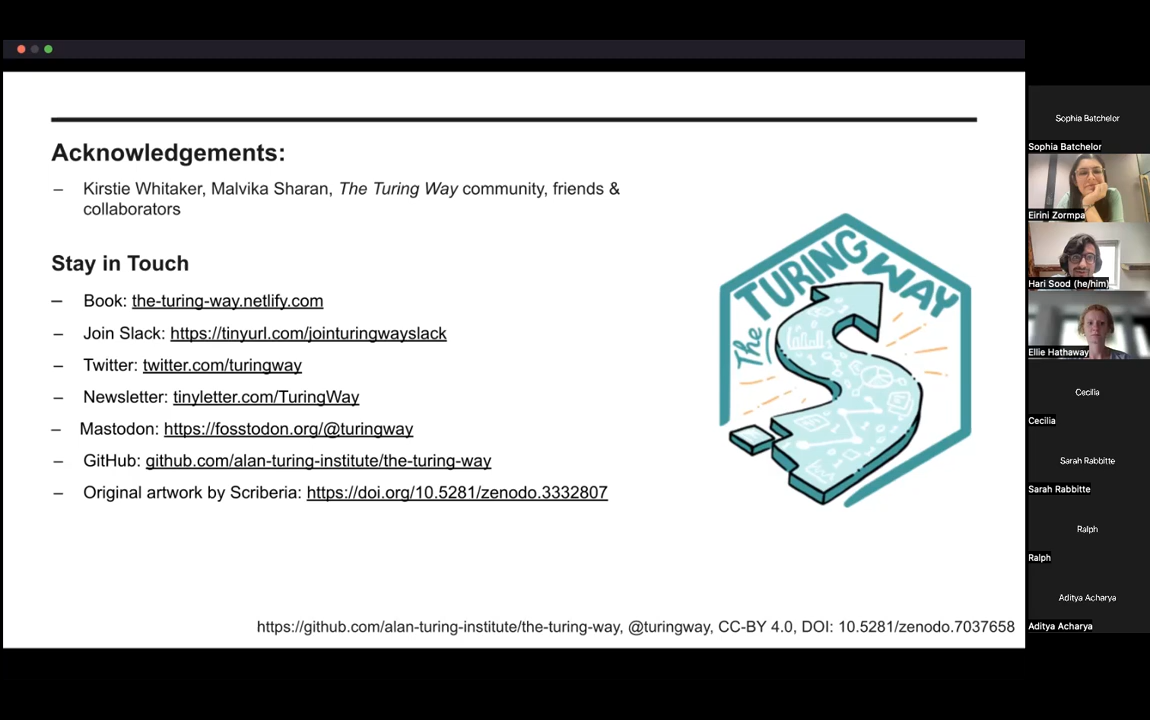 Acknowledgements:
– Kirstie Whitaker, Malvika Sharan, The Turing Way community, friends &
collaborators
Stay in Touch
– Book: the-turing-way.netlify.com
– Join Slack: https://tinyurl.com/jointuringwayslack
– Twitter: twitter.com/turingway
– Newsletter: tinyletter.com/TuringWay
– Mastodon: https://fosstodon.org/@turingway
– GitHub: github.com/alan-turing-institute/the-turing-way
– Original artwork by Scriberia: https://doi.org/10.5281/zenodo.3332807
The TURING WAY
https://github.com/alan-turing-institute/the-turing-way, @turingway, CC-BY 4.0, DOI: 10.5281/zenodo.7037658
Sophia Batchelor
Sophia Batchelor
Eirini Zormpa
Hari Sood (he/him)
Ellie Hathaway
Cecilia
Cecilia
Sarah Rabbitte
Sarah Rabbitte
Ralph
Ralph
Aditya Acharya
Aditya Acharya